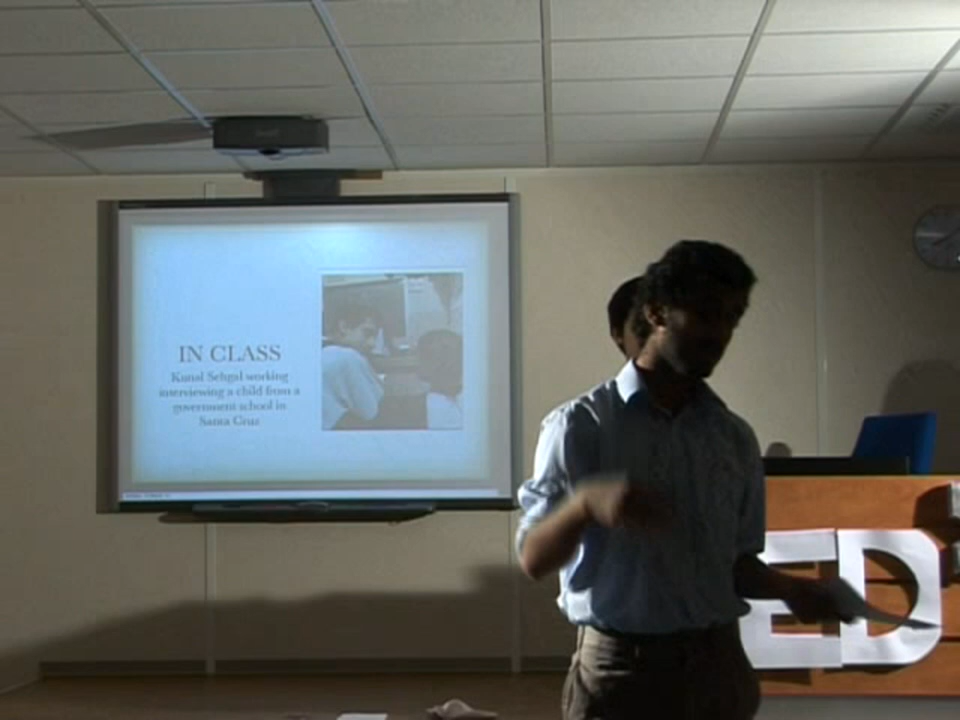 IN CLASS
Kunal Sehgal working
interviewing a child from a
government school in
Santa Cruz
ED